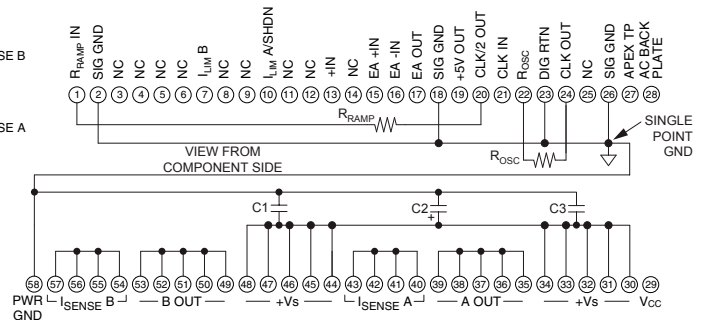 SE B
SE A
RRAMP IN
SIG GND
NC
NC
NC
NC
ILIM B
NC
NC
ILIM A/SHDN
NC
NC
+IN
NC
EA +IN
EA -IN
EA OUT
SIG GND
+5V OUT
CLK/2 OUT
CLK IN
ROSC
DIG RTN
CLK OUT
NC
SIG GND
APEX TP
AC BACK
PLATE
1 2 3 4 5 6 7 8 9 10 11 12 13 14 15 16 17 18 19 20 21 22 23 24 25 26 27 28
RRAMP
ROSC
SINGLE
POINT
GND
VIEW FROM
COMPONENT SIDE
C1
C2
+
C3
58 57 56 55 54 53 52 51 50 49 48 47 46 45 44 43 42 41 40 39 38 37 36 35 34 33 32 31 30 29
PWR
GND
ISENSE B
B OUT
+Vs
ISENSE A
A OUT
+Vs
VCC